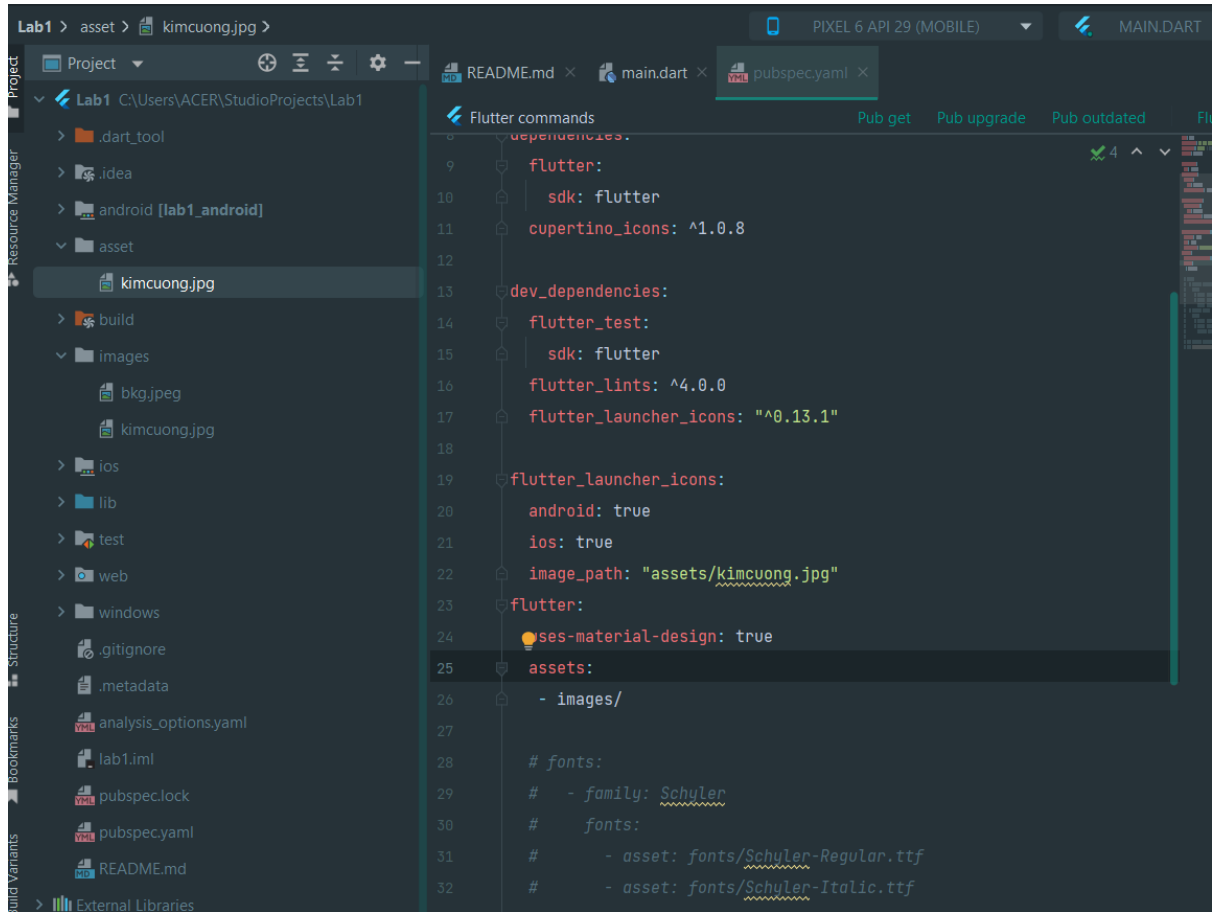 Lab1 > asset > kimcuong.jpg >
PIXEL 6 API 29 (MOBILE)
MAIN.DART
Project
Resource Manager
Structure
Bookmarks
Build Variants
Project
Lab1 C:\Users\ACER\StudioProjects\Lab1
.dart_tool
.idea
android [lab1_android]
asset
kimcuong.jpg
build
images
bkg.jpeg
kimcuong.jpg
ios
lib
test
web
windows
.gitignore
.metadata
analysis_options.yaml
lab1.iml
pubspec.lock
pubspec.yaml
README.md
External Libraries
README.md
main.dart
pubspec.yaml
Flutter commands
Pub get
Pub upgrade
Pub outdated
4
8 dependencies:
9 flutter:
10 sdk: flutter
11 cupertino_icons: ^1.0.8
12
13 dev_dependencies:
14 flutter_test:
15 sdk: flutter
16 flutter_lints: ^4.0.0
17 flutter_launcher_icons: "^0.13.1"
18
19 flutter_launcher_icons:
20 android: true
21 ios: true
22 image_path: "assets/kimcuong.jpg"
23 flutter:
24 uses-material-design: true
25 assets:
26 - images/
27
28 # fonts:
29 # - family: Schyler
30 # fonts:
31 # - asset: fonts/Schyler-Regular.ttf
32 # - asset: fonts/Schyler-Italic.ttf